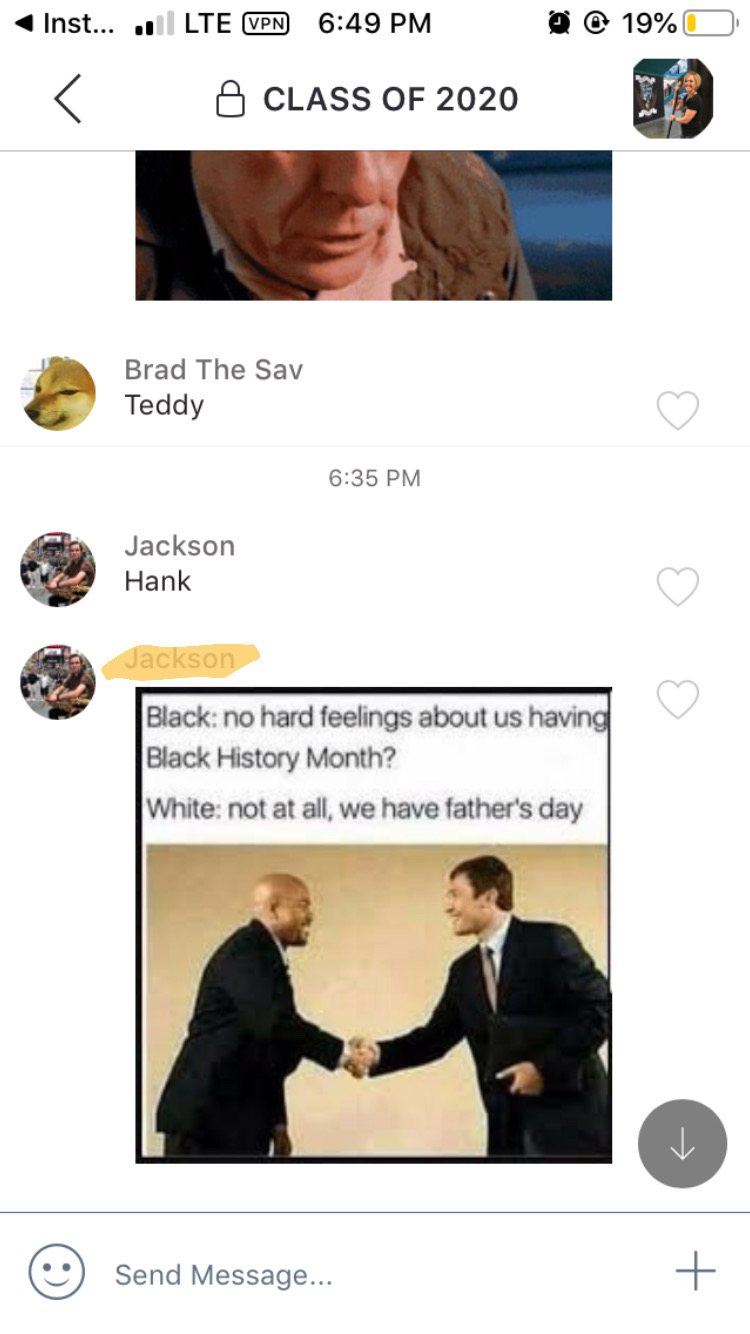 Inst... LTE VPN 6:49 PM 19%
CLASS OF 2020
Brad The Sav
Teddy
6:35 PM
Jackson
Hank
Jackson
Black: no hard feelings about us having
Black History Month?
White: not at all, we have father's day
Send Message...